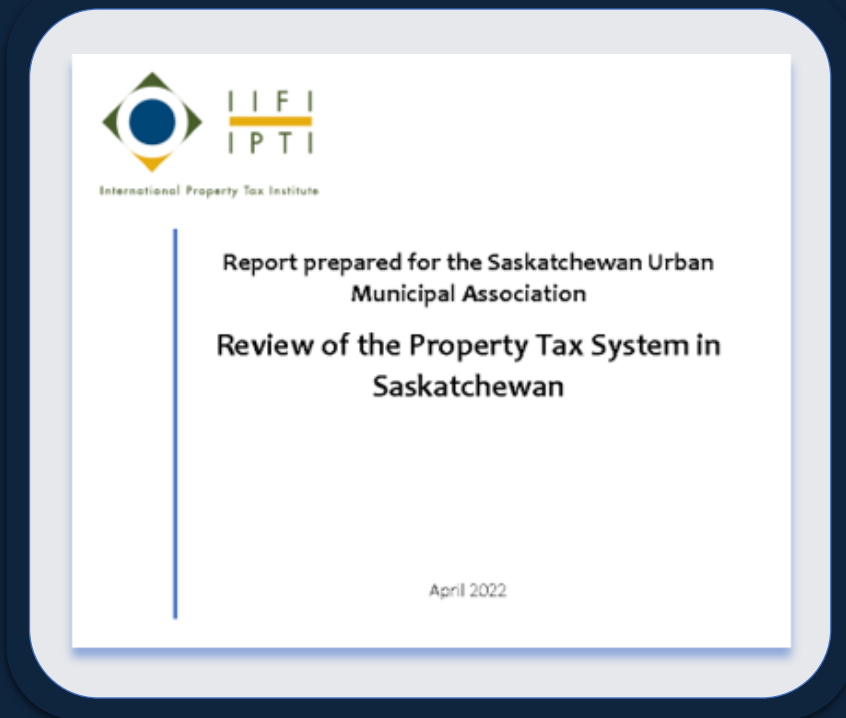 IIFI
IPTI
International Property Tax Institute
Report prepared for the Saskatchewan Urban
Municipal Association
Review of the Property Tax System in
Saskatchewan
April 2022